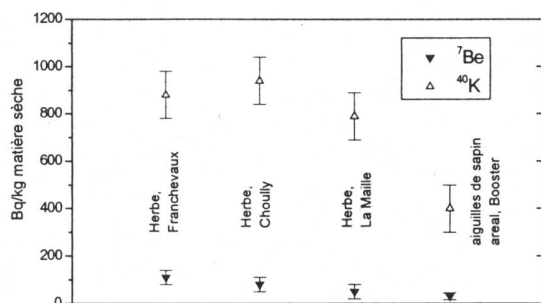 1200
1000
800
600
400
200
0
Bq/kg matière sèche
⁷Be
⁴⁰K
Herbe,
Franchevaux
Herbe,
Choully
Herbe,
La Maille
aiguilles de sapin
areal, Booster